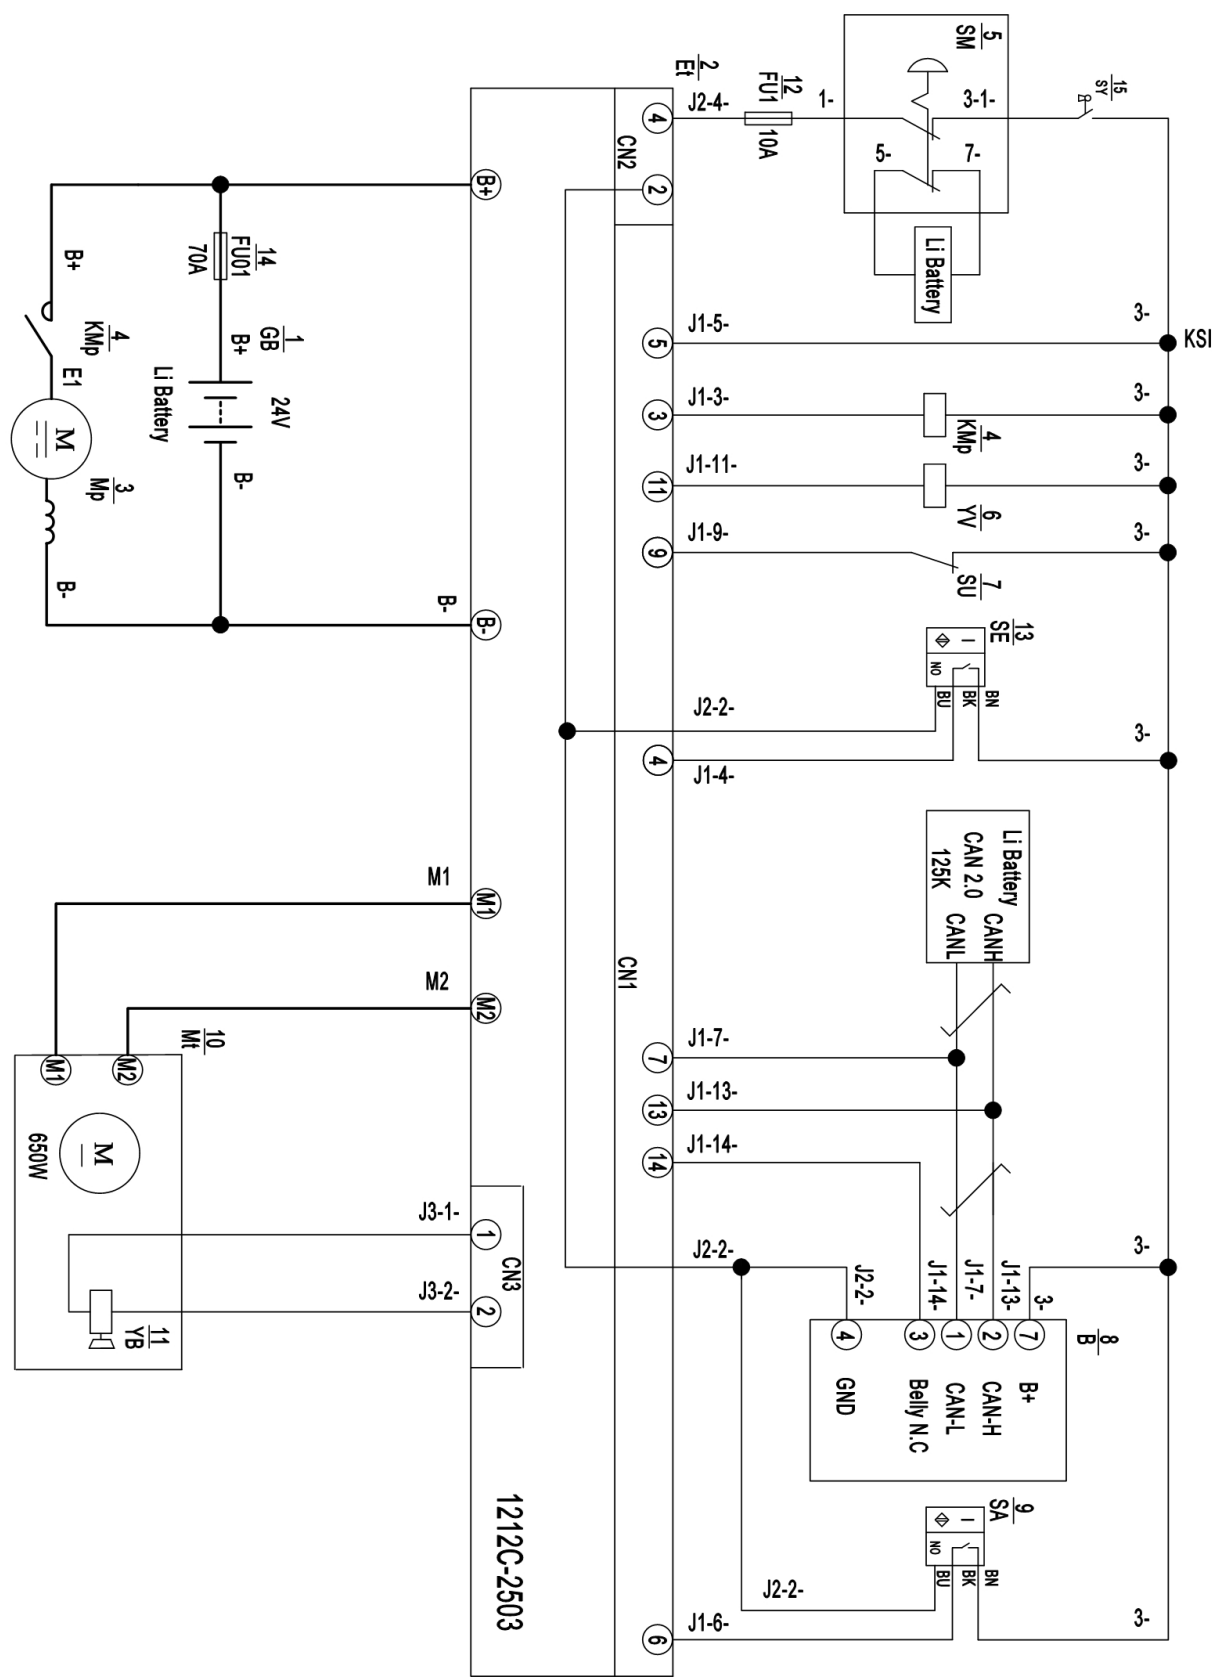 5
SM
15
SY
2
Et
12
FU1
10A
J2-4-
1-
3-1-
5-
7-
Li Battery
4
CN2
2
B+
14
FU01
70A
B+
4
KMp
1
GB
B+
24V
Li Battery
E1
M
3
Mp
B-
B-
B-
B-
J1-5-
5
3-
KSI
J1-3-
3
4
KMp
3-
J1-11-
11
6
YV
3-
J1-9-
9
7
SU
3-
13
SE
NO
BU
BK
BN
J2-2-
4
J1-4-
3-
Li Battery
CAN 2.0
125K
CANH
CANL
M1
M1
M2
M2
CN1
J1-7-
7
J1-13-
13
J1-14-
14
10
Mt
M1
M2
M
650W
11
YB
J3-1-
1
J3-2-
2
CN3
J2-2-
J2-2-
J1-14-
J1-7-
J1-13-
3-
3-
4
3
1
2
7
8
B
GND
Belly N.C
CAN-L
CAN-H
B+
9
SA
NO
BU
BK
BN
J2-2-
J1-6-
6
3-
1212C-2503